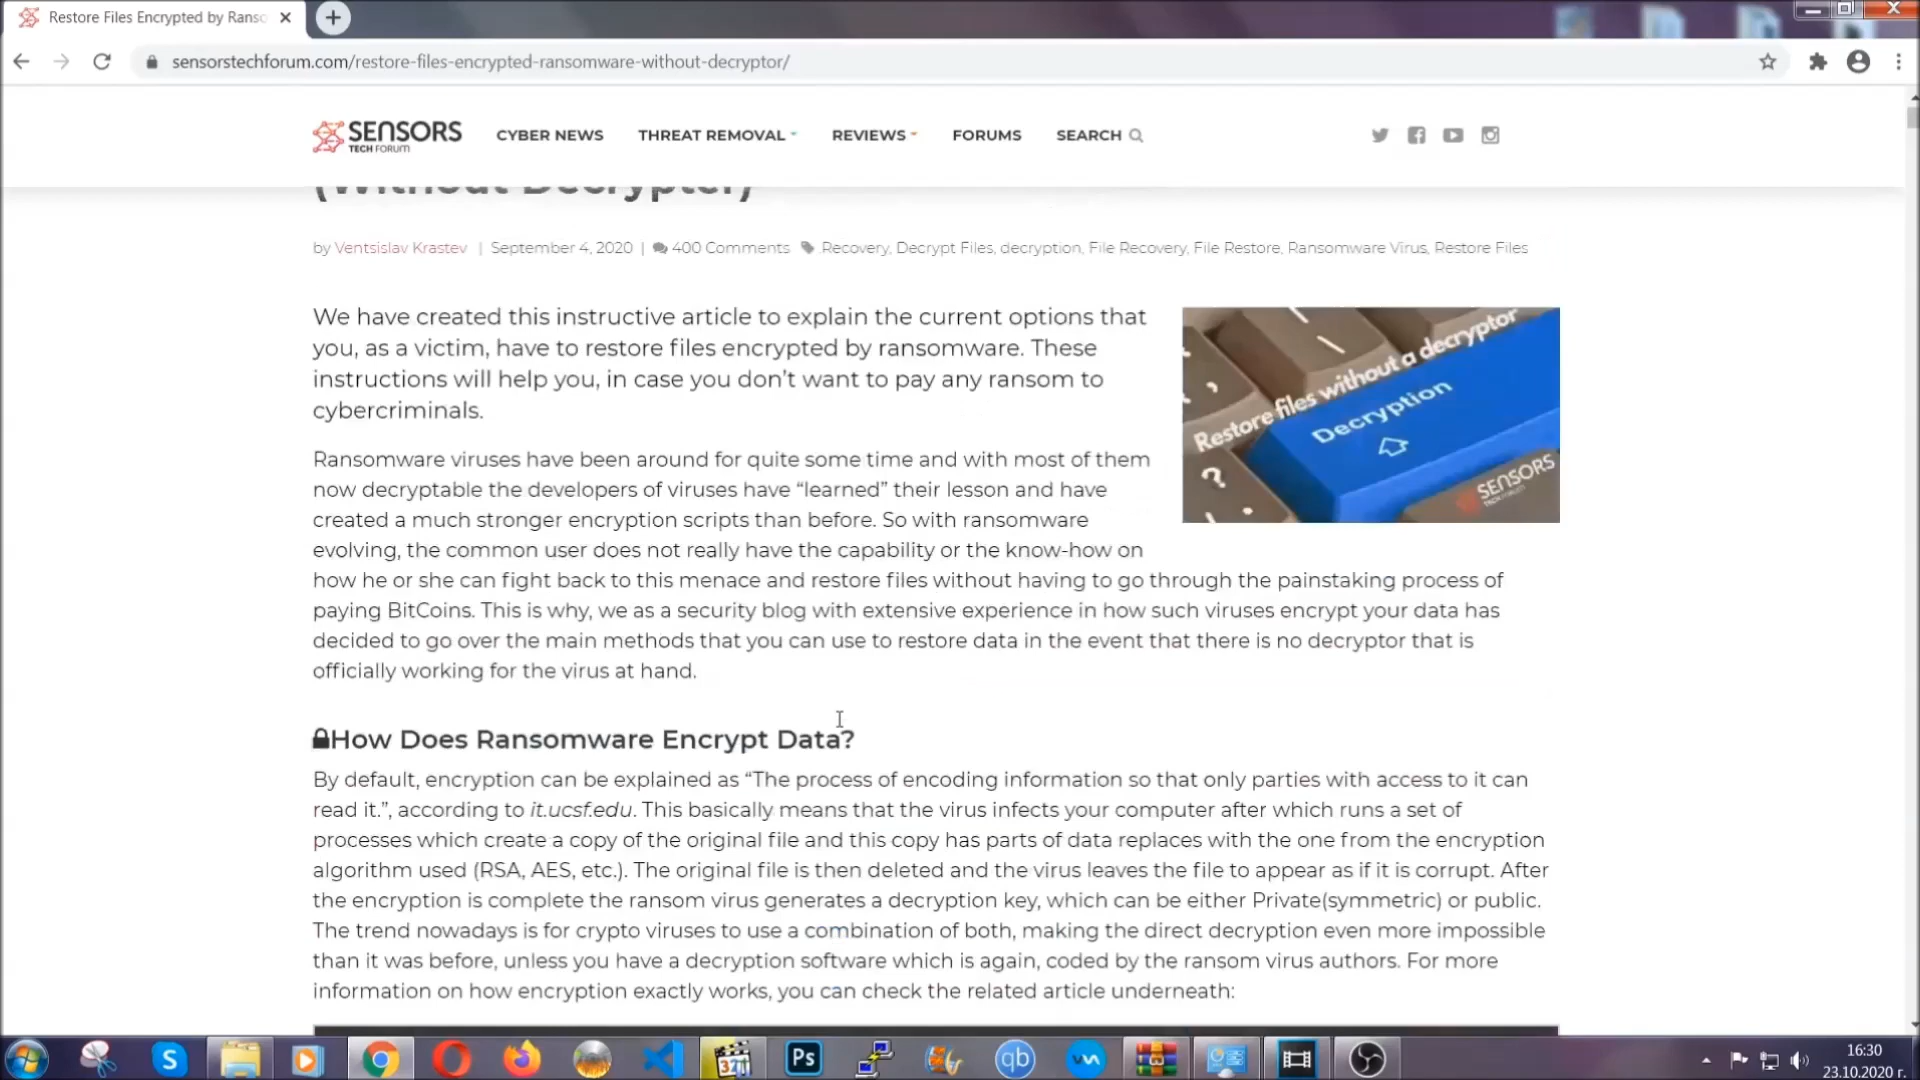 Restore Files Encrypted by Ranso
sensorstechforum.com/restore-files-encrypted-ransomware-without-decryptor/
SENSORS
TECH FORUM
CYBER NEWS
THREAT REMOVAL
REVIEWS
FORUMS
SEARCH
(Without Decrypter)
by Ventsislav Krastev | September 4, 2020 | 400 Comments Recovery, Decrypt Files, decryption, File Recovery, File Restore, Ransomware Virus, Restore Files
We have created this instructive article to explain the current options that
you, as a victim, have to restore files encrypted by ransomware. These
instructions will help you, in case you don't want to pay any ransom to
cybercriminals.
Restore files without a decryptor
Decryption
SENSORS
Ransomware viruses have been around for quite some time and with most of them
now decryptable the developers of viruses have “learned” their lesson and have
created a much stronger encryption scripts than before. So with ransomware
evolving, the common user does not really have the capability or the know-how on
how he or she can fight back to this menace and restore files without having to go through the painstaking process of
paying BitCoins. This is why, we as a security blog with extensive experience in how such viruses encrypt your data has
decided to go over the main methods that you can use to restore data in the event that there is no decryptor that is
officially working for the virus at hand.
How Does Ransomware Encrypt Data?
By default, encryption can be explained as “The process of encoding information so that only parties with access to it can
read it.”, according to it.ucsf.edu. This basically means that the virus infects your computer after which runs a set of
processes which create a copy of the original file and this copy has parts of data replaces with the one from the encryption
algorithm used (RSA, AES, etc.). The original file is then deleted and the virus leaves the file to appear as if it is corrupt. After
the encryption is complete the ransom virus generates a decryption key, which can be either Private(symmetric) or public.
The trend nowadays is for crypto viruses to use a combination of both, making the direct decryption even more impossible
than it was before, unless you have a decryption software which is again, coded by the ransom virus authors. For more
information on how encryption exactly works, you can check the related article underneath:
S
321
Ps
qb
16:30
23.10.2020 г.